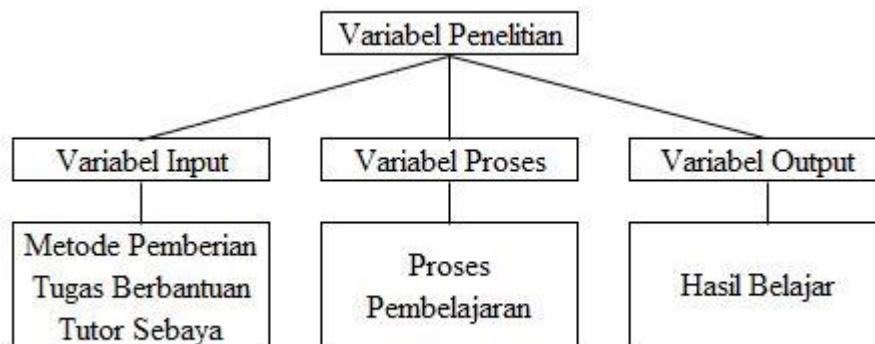 Variabel Penelitian
Variabel Input
Variabel Proses
Variabel Output
Metode Pemberian
Tugas Berbantuan
Tutor Sebaya
Proses
Pembelajaran
Hasil Belajar